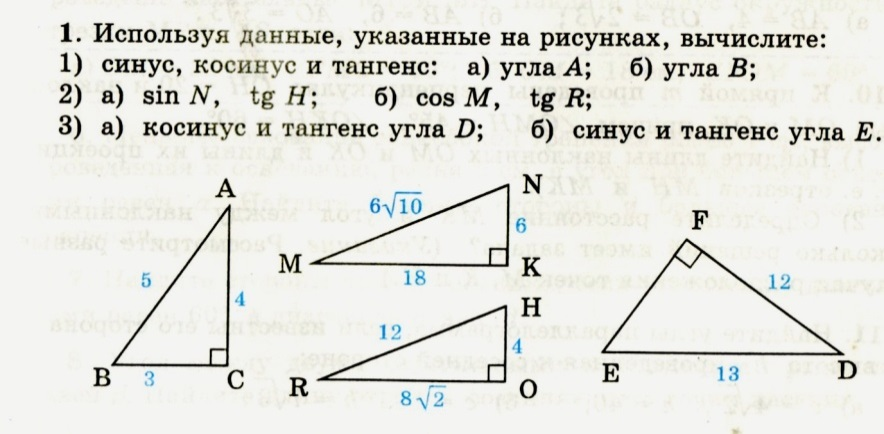 1. Используя данные, указанные на рисунках, вычислите:
1) синус, косинус и тангенс: а) угла A; б) угла B;
2) а) sin N, tg H; б) cos M, tg R;
3) а) косинус и тангенс угла D; б) синус и тангенс угла E.
A
5
4
B
3
C
N
6√10
6
M
18
K
H
12
4
R
8√2
O
F
12
E
13
D